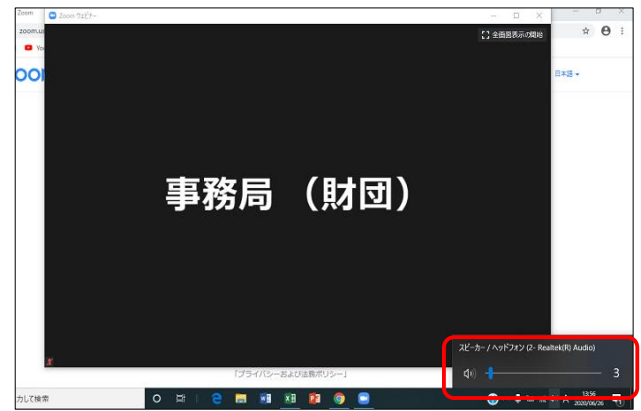 Zoom
Zoom ウェビナー
zoom.us
全画面表示の開始
日本語
事務局 （財団）
スピーカー / ヘッドフォン (2- Realtek(R) Audio)
3
「プライバシーおよび法務ポリシー」
力して検索
13:56
2020/06/26